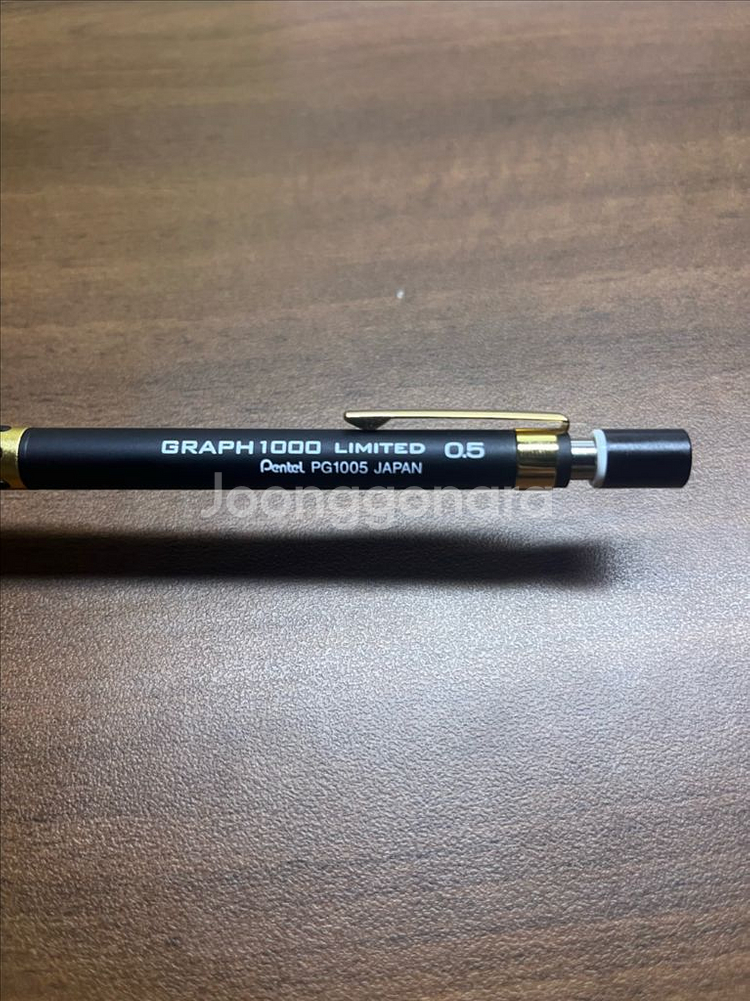 GRAPH 1000 LIMITED 0.5
Pentel PG1005 JAPAN
Joonggonara